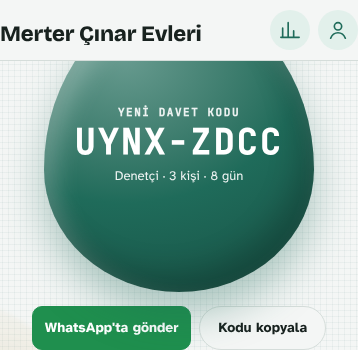 Merter Çınar Evleri
YENİ DAVET KODU
UYNX-ZDCC
Denetçi · 3 kişi · 8 gün
WhatsApp'ta gönder
Kodu kopyala